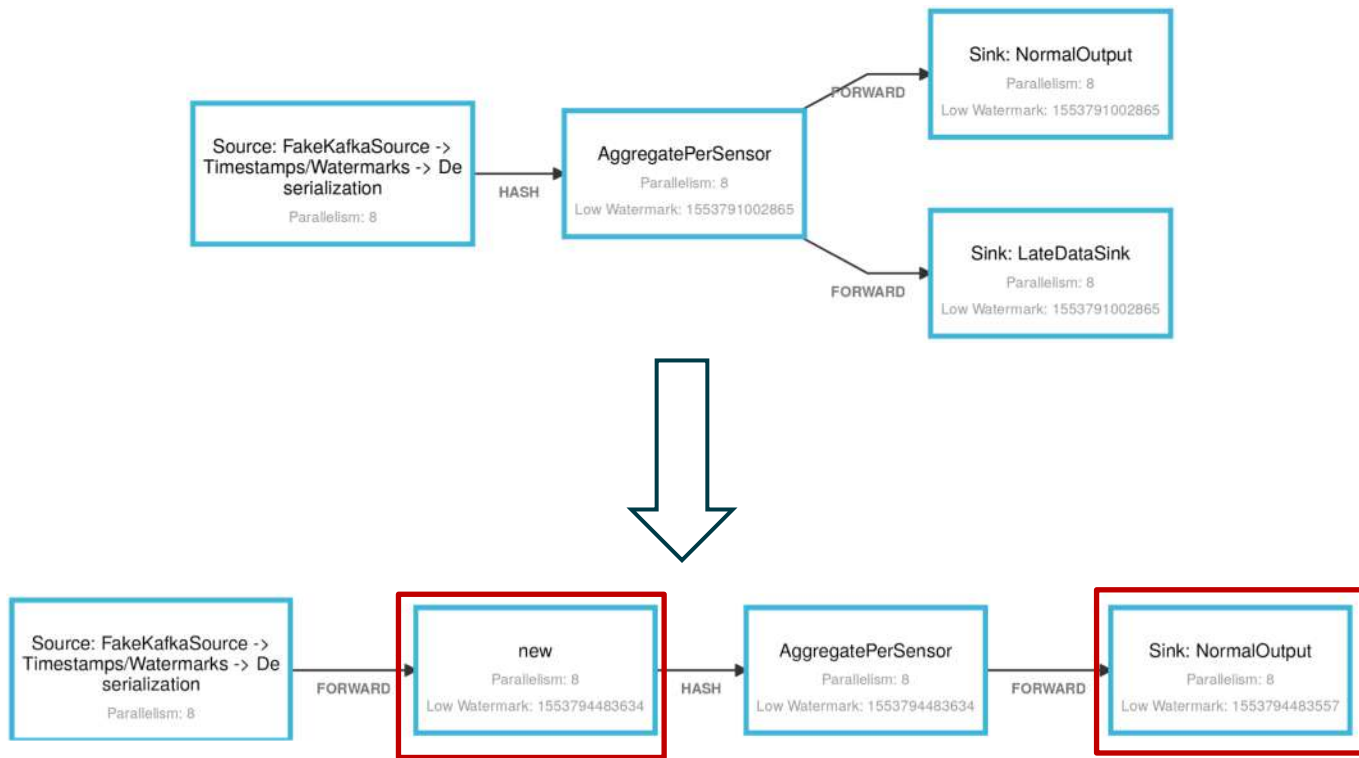 Source: FakeKafkaSource ->
Timestamps/Watermarks -> De
serialization
Parallelism: 8
HASH
AggregatePerSensor
Parallelism: 8
Low Watermark: 1553791002865
FORWARD
Sink: NormalOutput
Parallelism: 8
Low Watermark: 1553791002865
FORWARD
Sink: LateDataSink
Parallelism: 8
Low Watermark: 1553791002865
Source: FakeKafkaSource ->
Timestamps/Watermarks -> De
serialization
Parallelism: 8
FORWARD
new
Parallelism: 8
Low Watermark: 1553794483634
HASH
AggregatePerSensor
Parallelism: 8
Low Watermark: 1553794483634
FORWARD
Sink: NormalOutput
Parallelism: 8
Low Watermark: 1553794483557